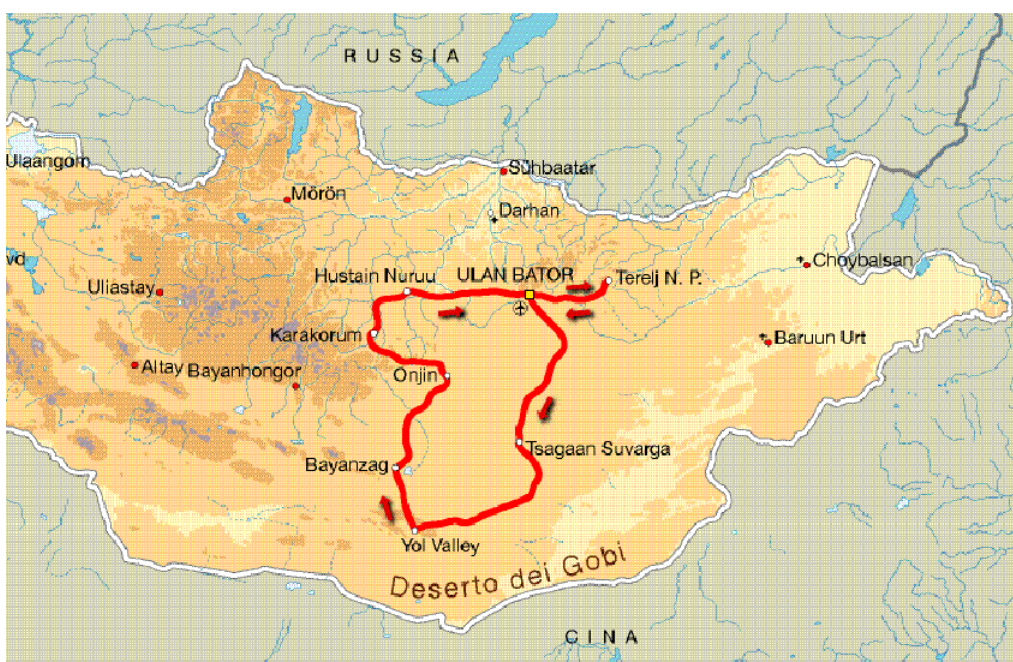 RUSSIA
Ulaangom
Sühbaatar
Mörön
Darhan
vd
Choybalsan
Hustain Nuruu
ULAN BATOR
Terelj N. P.
Uliastay
Karakorum
Baruun Urt
Altay
Bayanhongor
Onjin
Tsagaan Suvarga
Bayanzag
Yol Valley
Deserto dei Gobi
CINA